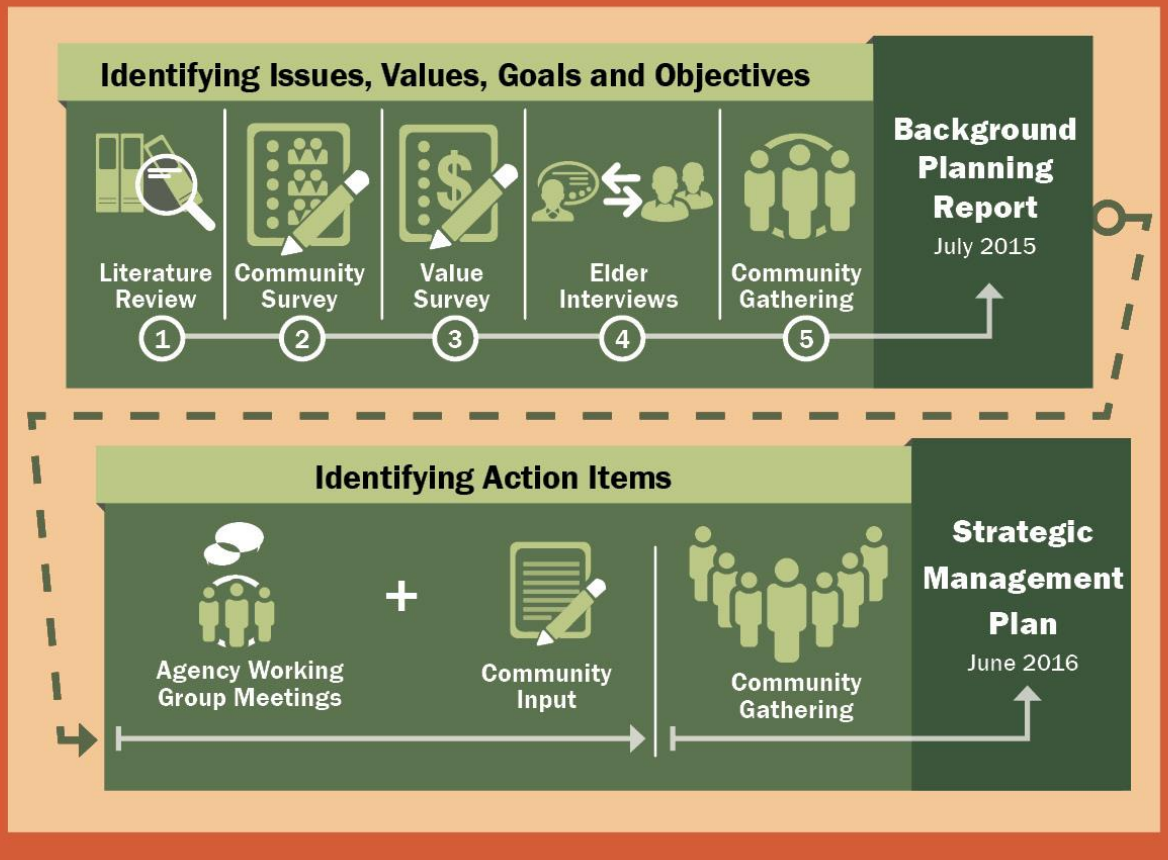 Identifying Issues, Values, Goals and Objectives
Literature
Review
1
Community
Survey
2
$
Value
Survey
3
Elder
Interviews
4
Community
Gathering
5
Background
Planning
Report
July 2015
Identifying Action Items
Agency Working
Group Meetings
+
Community
Input
Community
Gathering
Strategic
Management
Plan
June 2016